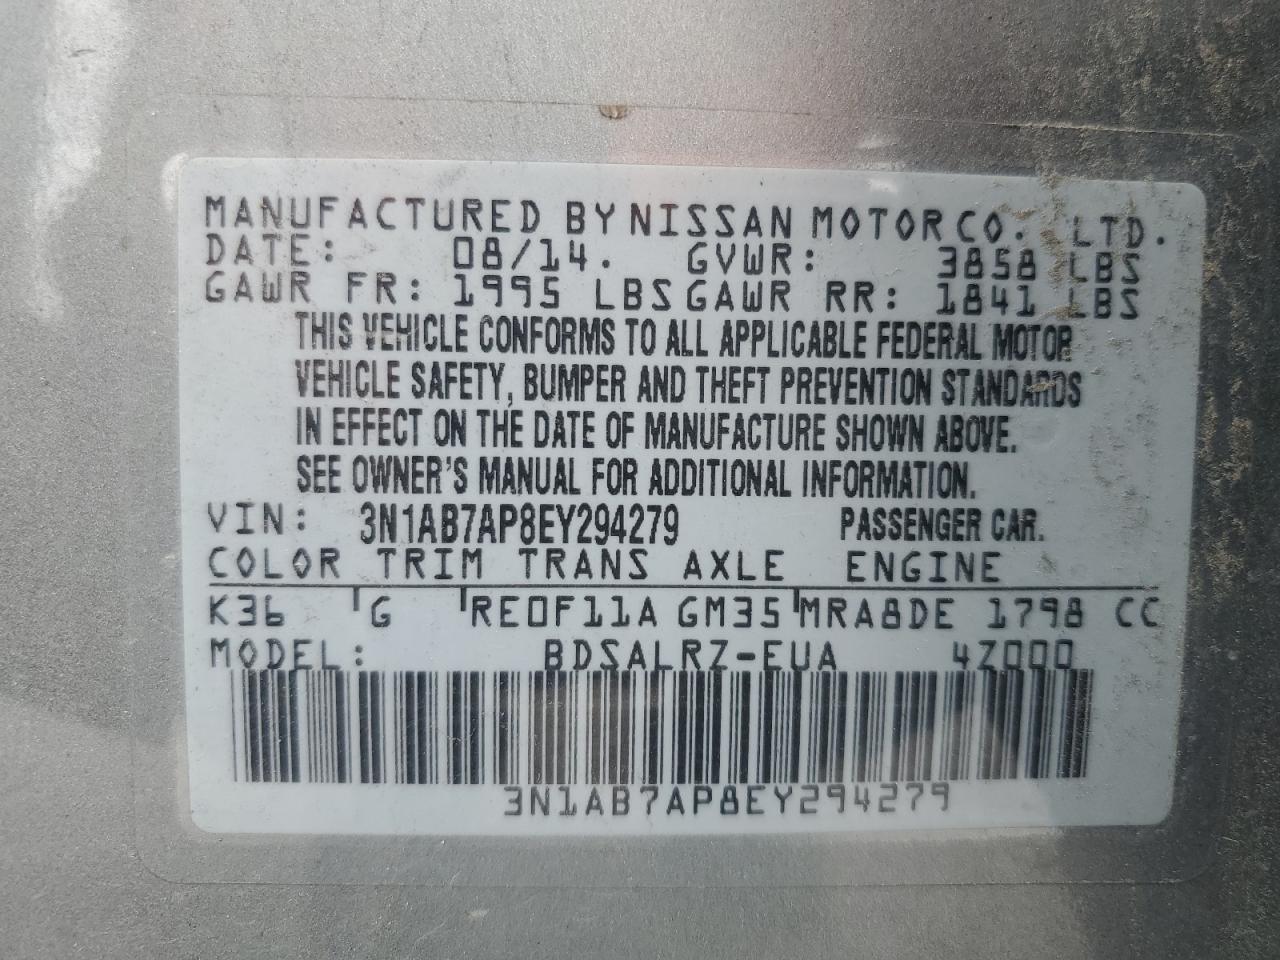 MANUFACTURED BY NISSAN MOTOR CO. LTD.
DATE: 08/14. GVWR: 3858 LBS
GAWR FR: 1995 LBS GAWR RR: 1841 LBS
THIS VEHICLE CONFORMS TO ALL APPLICABLE FEDERAL MOTOR
VEHICLE SAFETY, BUMPER AND THEFT PREVENTION STANDARDS
IN EFFECT ON THE DATE OF MANUFACTURE SHOWN ABOVE.
SEE OWNER'S MANUAL FOR ADDITIONAL INFORMATION.
VIN: 3N1AB7AP8EY294279 PASSENGER CAR.
COLOR TRIM TRANS AXLE ENGINE
K36 G RE0F11A GM35 MRA8DE 1798 CC
MODEL: BDSALRZ-EUA 4Z000
3N1AB7AP8EY294279